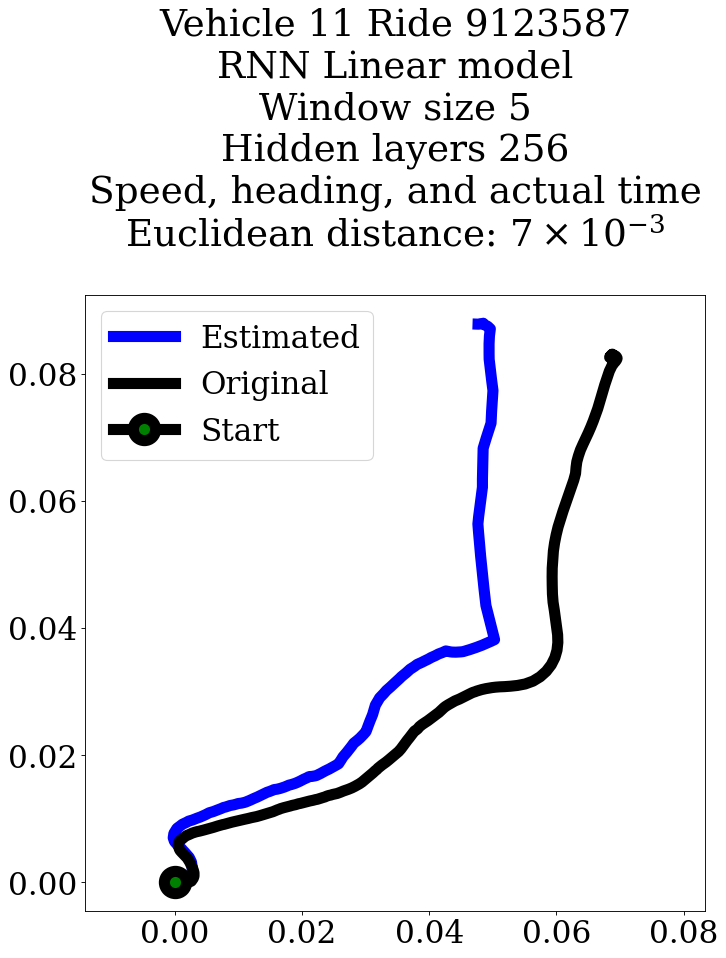 Vehicle 11 Ride 9123587
RNN Linear model
Window size 5
Hidden layers 256
Speed, heading, and actual time
Euclidean distance: 7 × 10⁻³
Estimated
Original
Start
0.08
0.06
0.04
0.02
0.00
0.00 0.02 0.04 0.06 0.08